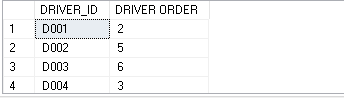 DRIVER_ID DRIVER ORDER
1 D001 2
2 D002 5
3 D003 6
4 D004 3